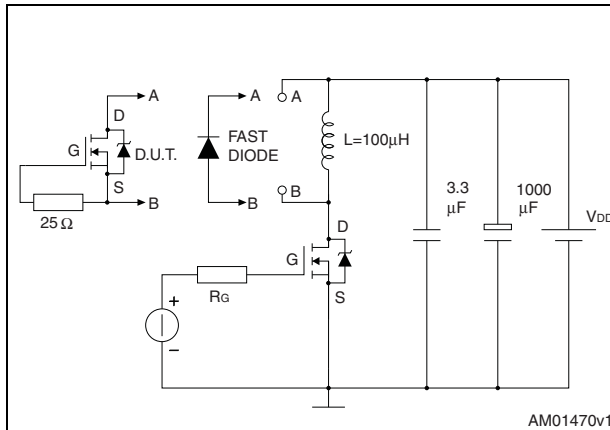 A
A
A
D
G
D.U.T.
S
FAST
DIODE
L=100µH
B
B
B
25 Ω
D
G
S
RG
+
−
3.3
µF
1000
µF
VDD
AM01470v1